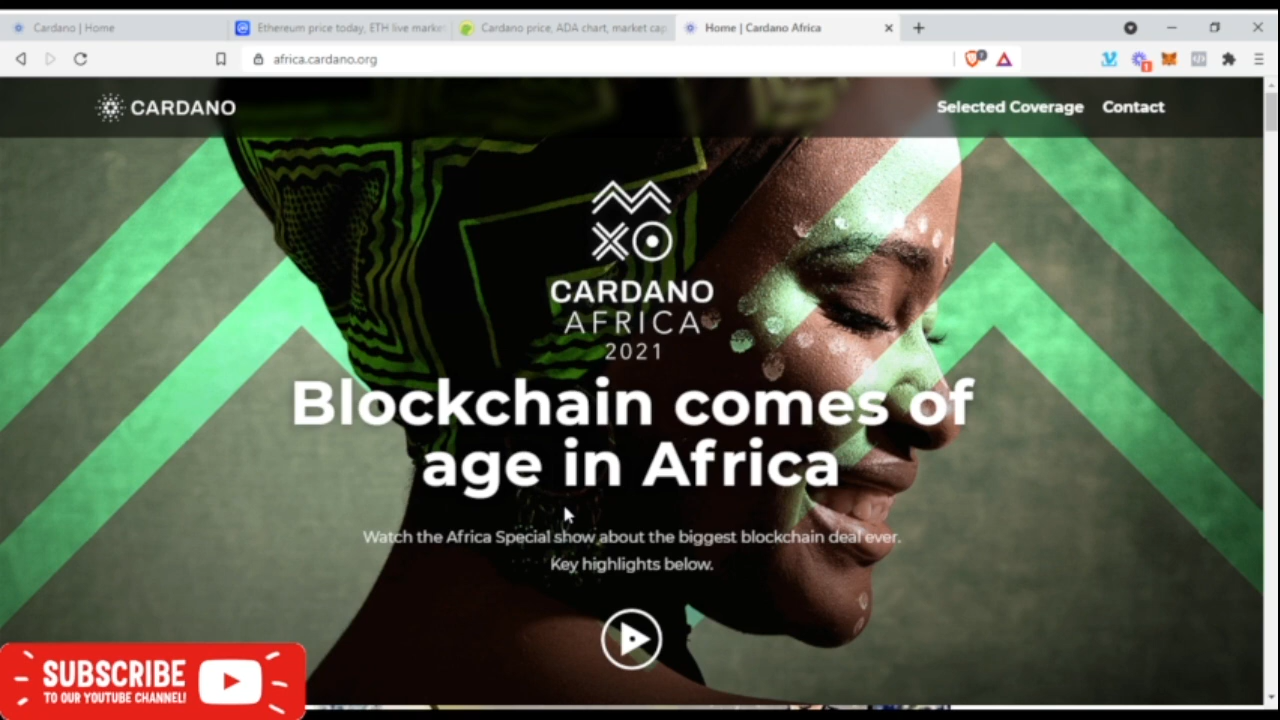 Cardano | Home
Ethereum price today, ETH live market
Cardano price, ADA chart, market cap
Home | Cardano Africa
africa.cardano.org
CARDANO
Selected Coverage
Contact
CARDANO
AFRICA
2021
Blockchain comes of
age in Africa
Watch the Africa Special show about the biggest blockchain deal ever.
Key highlights below.
SUBSCRIBE
TO OUR YOUTUBE CHANNEL!